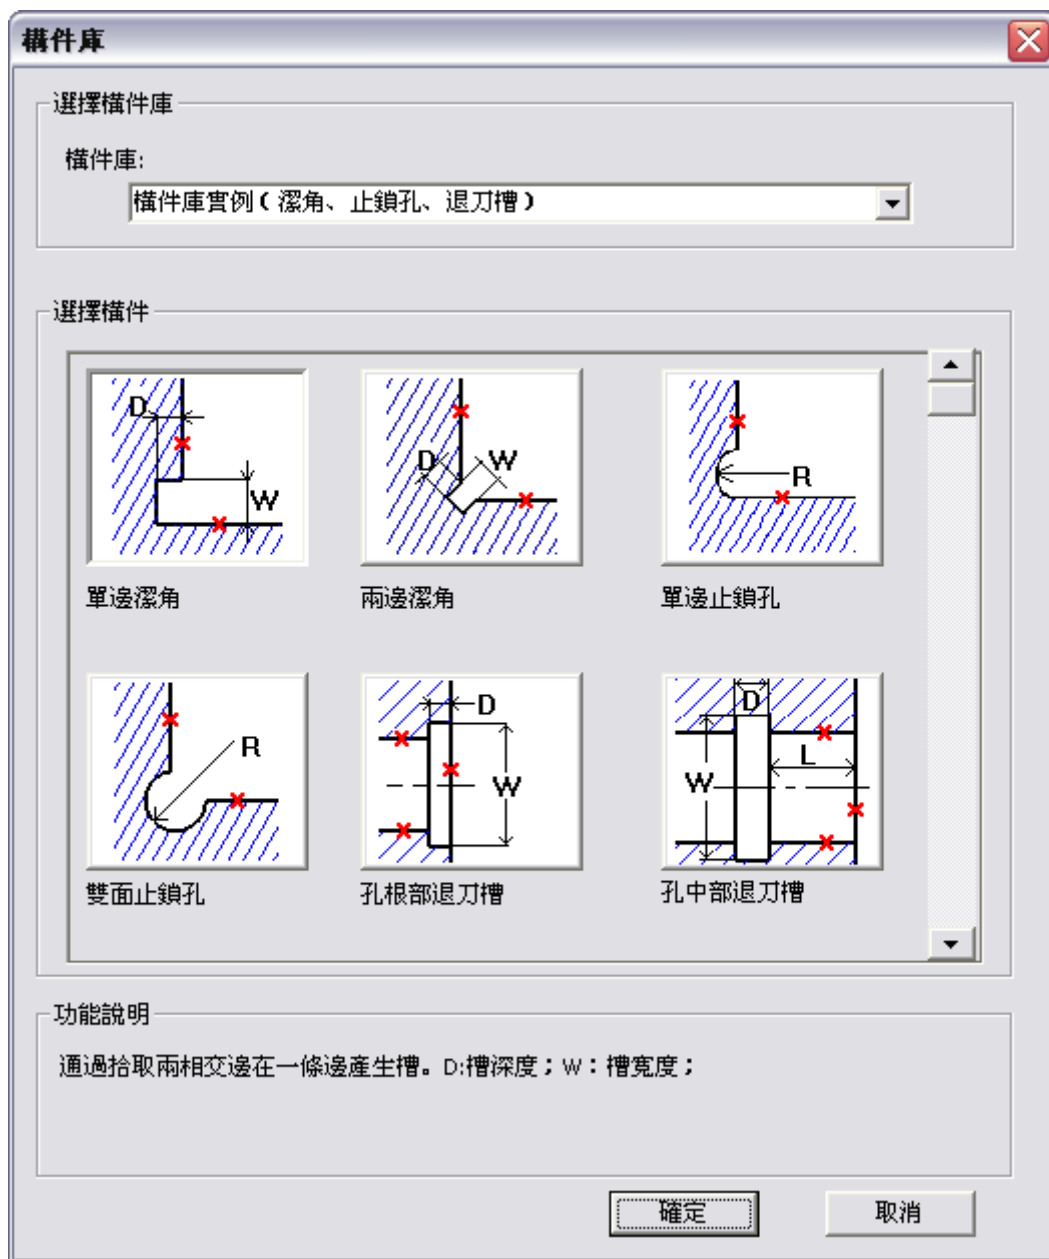 構件庫
選擇構件庫
構件庫:
構件庫實例(潔角、止鎖孔、退刀槽)
選擇構件
D
W
D W
R
單邊潔角
兩邊潔角
單邊止鎖孔
R
D
W
D
L
W
雙面止鎖孔
孔根部退刀槽
孔中部退刀槽
功能說明
通過拾取兩相交邊在一條邊產生槽。D:槽深度；W：槽寬度；
確定
取消